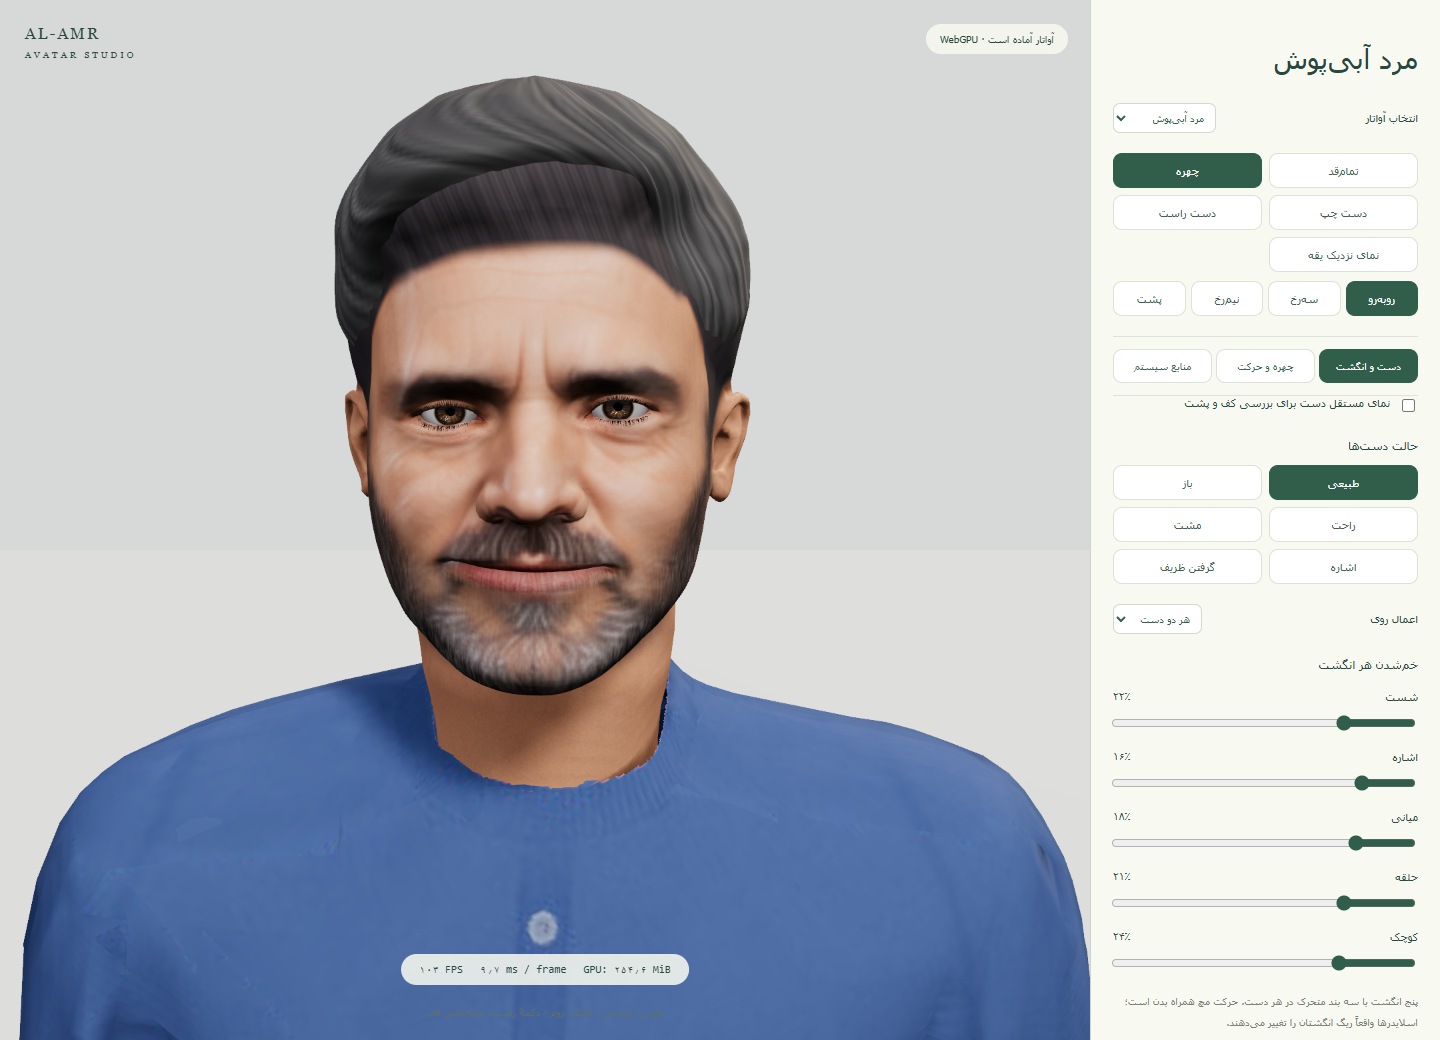 AL-AMR
AVATAR STUDIO
آواتار آماده است · WebGPU
مرد آبی‌پوش
انتخاب آواتار
مرد آبی‌پوش
تمام‌قد
چهره
دست چپ
دست راست
نمای نزدیک یقه
روبه‌رو
سه‌رخ
نیم‌رخ
پشت
دست و انگشت
چهره و حرکت
منابع سیستم
نمای مستقل دست برای بررسی کف و پشت
حالت دست‌ها
طبیعی
باز
راحت
مشت
اشاره
گرفتن ظریف
اعمال روی
هر دو دست
خم‌شدن هر انگشت
شست
۲۲٪
اشاره
۱۶٪
میانی
۱۸٪
حلقه
۲۱٪
کوچک
۲۴٪
پنج انگشت با سه بند متحرک در هر دست. حرکت مچ همراه بدن است؛
اسلایدرها واقعاً ریگ انگشتان را تغییر می‌دهند.
۱۰۳ FPS ۹٫۷ ms / frame GPU: ۲۵۴٫۶ MiB